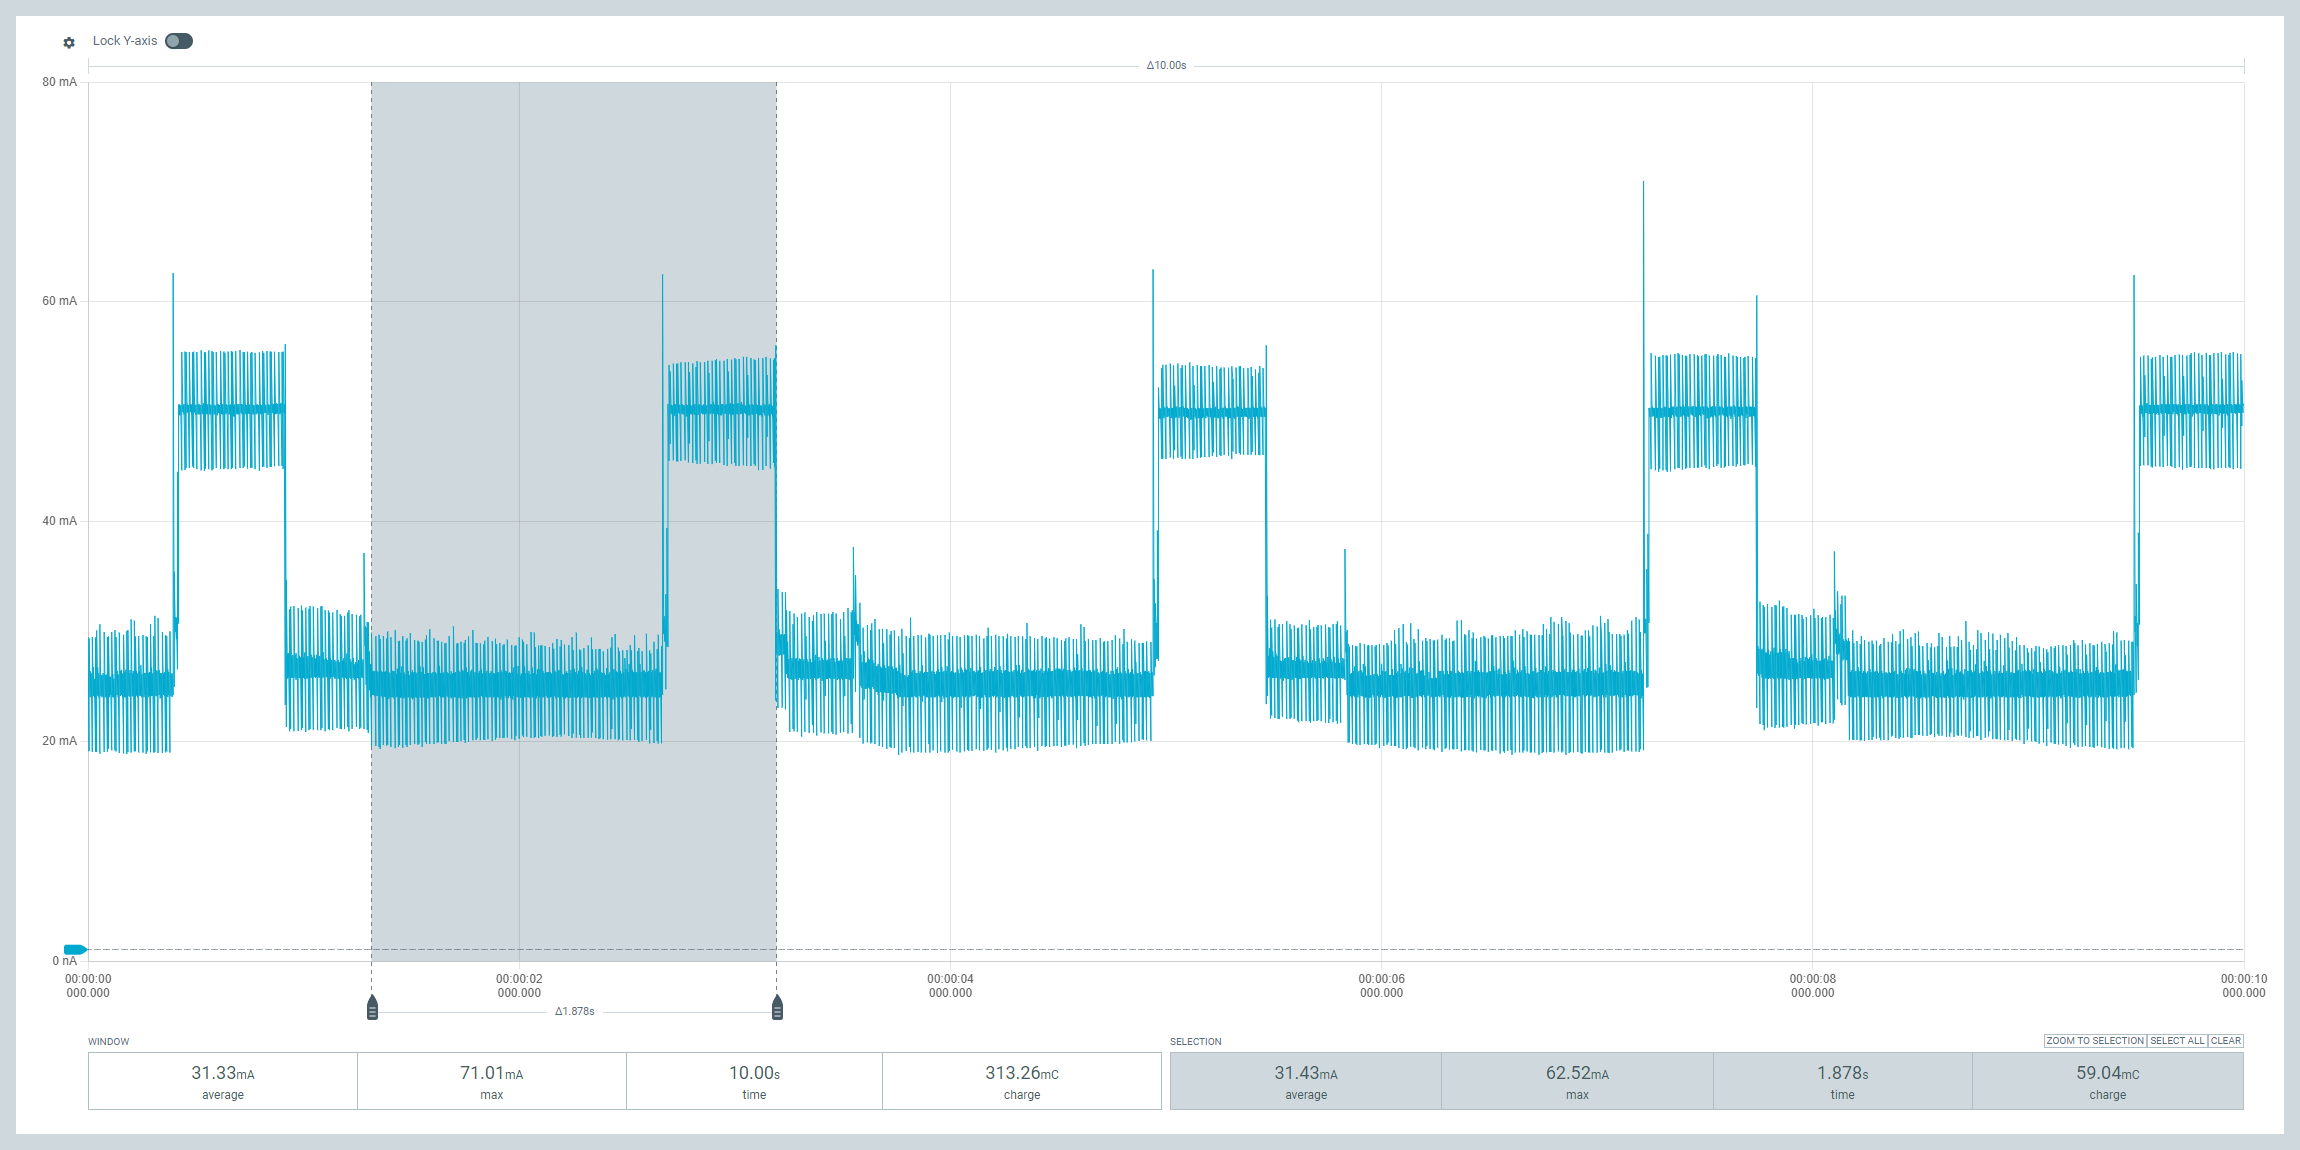 Lock Y-axis
Δ10.00s
80 mA
60 mA
40 mA
20 mA
0 nA
00:00:00 00:00:02 00:00:04 00:00:06 00:00:08 00:00:10
000.000 000.000 000.000 000.000 000.000 000.000
Δ1.878s
WINDOW
31.33mA 71.01mA 10.00s 313.26mC
average max time charge
SELECTION
ZOOM TO SELECTION SELECT ALL CLEAR
31.43mA 62.52mA 1.878s 59.04mC
average max time charge